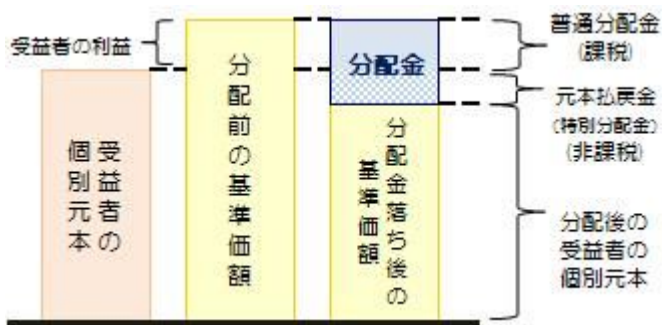 受益者の利益
受益者の
個別元本
分配前の基準価額
分配金
分配金落ち後の
基準価額
普通分配金
(課税)
元本払戻金
(特別分配金)
(非課税)
分配後の
受益者の
個別元本